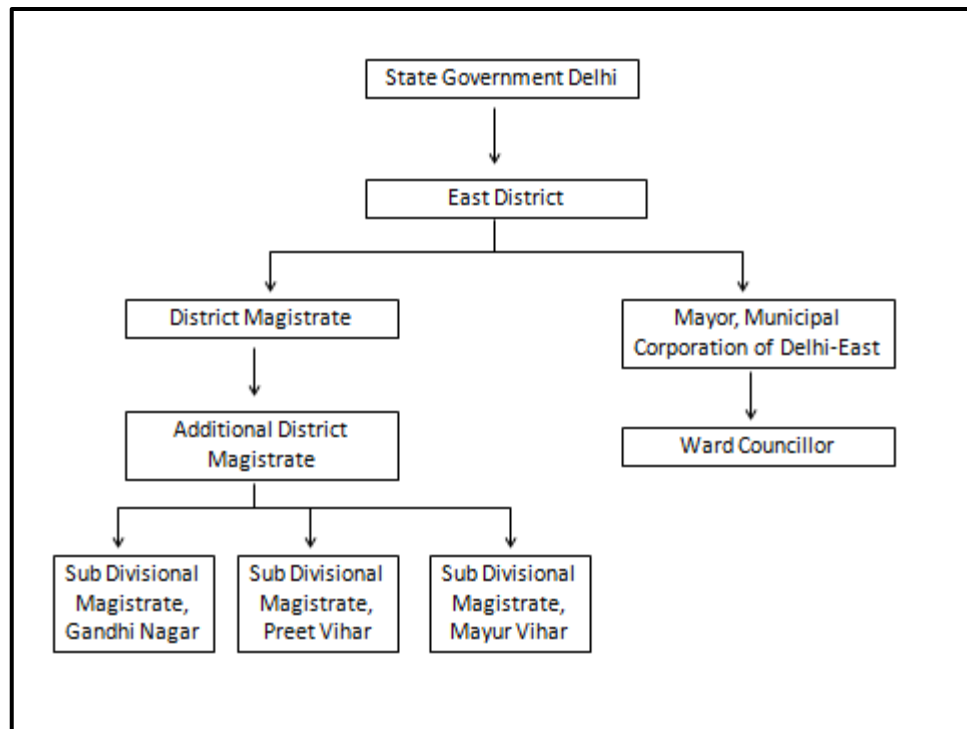 State Government Delhi
East District
District Magistrate
Mayor, Municipal
Corporation of Delhi-East
Additional District
Magistrate
Ward Councillor
Sub Divisional
Magistrate,
Gandhi Nagar
Sub Divisional
Magistrate,
Preet Vihar
Sub Divisional
Magistrate,
Mayur Vihar